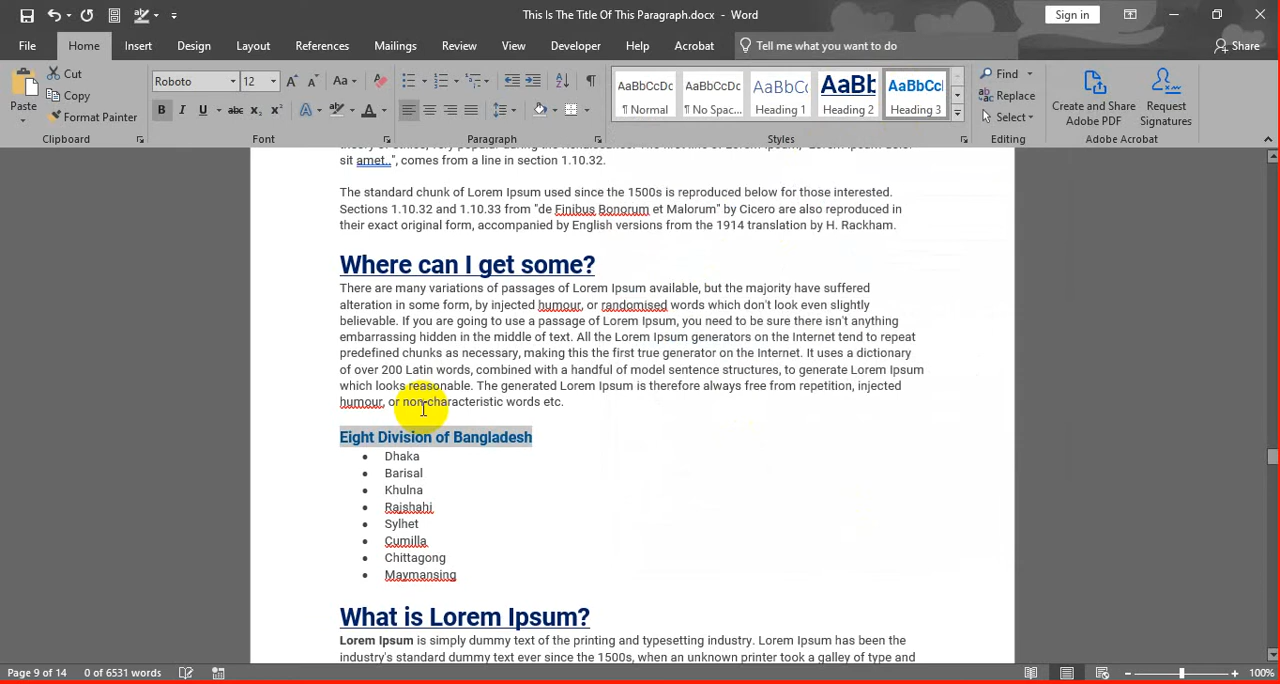 This Is The Title Of This Paragraph.docx - Word
Sign in
File Home Insert Design Layout References Mailings Review View Developer Help Acrobat Tell me what you want to do Share
Paste
Cut
Copy
Format Painter
Roboto 12
AaBbCcDc
¶ Normal
AaBbCcDc
¶ No Spac...
AaBbCc
Heading 1
AaBb
Heading 2
AaBbCcI
Heading 3
Find
Replace
Select
Create and Share
Adobe PDF
Request
Signatures
Clipboard Font Paragraph Styles Editing Adobe Acrobat
sit amet..", comes from a line in section 1.10.32.
The standard chunk of Lorem Ipsum used since the 1500s is reproduced below for those interested.
Sections 1.10.32 and 1.10.33 from "de Finibus Bonorum et Malorum" by Cicero are also reproduced in
their exact original form, accompanied by English versions from the 1914 translation by H. Rackham.
Where can I get some?
There are many variations of passages of Lorem Ipsum available, but the majority have suffered
alteration in some form, by injected humour, or randomised words which don't look even slightly
believable. If you are going to use a passage of Lorem Ipsum, you need to be sure there isn't anything
embarrassing hidden in the middle of text. All the Lorem Ipsum generators on the Internet tend to repeat
predefined chunks as necessary, making this the first true generator on the Internet. It uses a dictionary
of over 200 Latin words, combined with a handful of model sentence structures, to generate Lorem Ipsum
which looks reasonable. The generated Lorem Ipsum is therefore always free from repetition, injected
humour, or non-characteristic words etc.
Eight Division of Bangladesh
• Dhaka
• Barisal
• Khulna
• Rajshahi
• Sylhet
• Cumilla
• Chittagong
• Maymansing
What is Lorem Ipsum?
Lorem Ipsum is simply dummy text of the printing and typesetting industry. Lorem Ipsum has been the
industry's standard dummy text ever since the 1500s, when an unknown printer took a galley of type and
Page 9 of 14 0 of 6531 words 100%